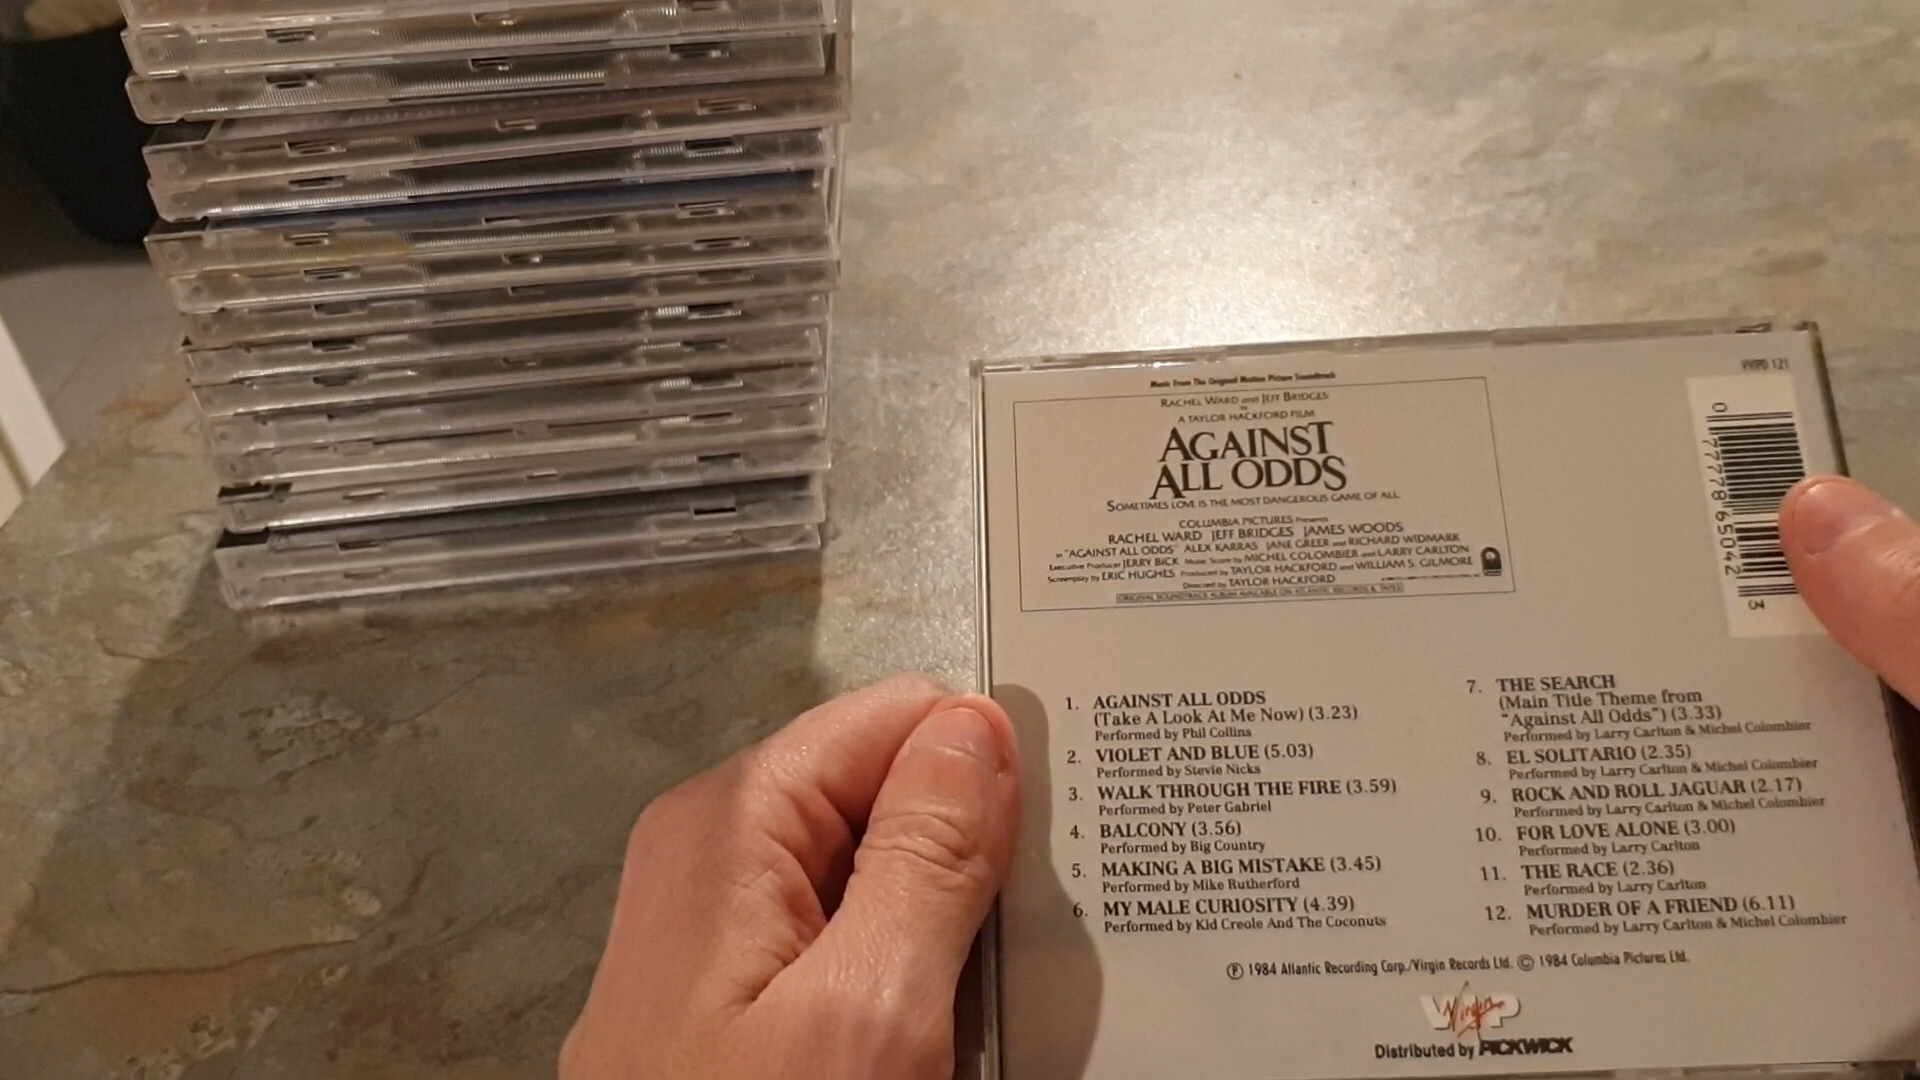 Music From The Original Motion Picture Soundtrack
VVIPD 121
RACHEL WARD and JEFF BRIDGES
in
A TAYLOR HACKFORD FILM
AGAINST
ALL ODDS
SOMETIMES LOVE IS THE MOST DANGEROUS GAME OF ALL
COLUMBIA PICTURES Presents
RACHEL WARD JEFF BRIDGES JAMES WOODS
in "AGAINST ALL ODDS" ALEX KARRAS JANE GREER and RICHARD WIDMARK
Executive Producer JERRY BICK Music Score by MICHEL COLOMBIER and LARRY CARLTON
Screenplay by ERIC HUGHES Produced by TAYLOR HACKFORD and WILLIAM S. GILMORE
Directed by TAYLOR HACKFORD
ORIGINAL SOUNDTRACK ALBUM AVAILABLE ON ATLANTIC RECORDS & TAPES
0 77778 65042 3
1. AGAINST ALL ODDS
(Take A Look At Me Now) (3.23)
Performed by Phil Collins
2. VIOLET AND BLUE (5.03)
Performed by Stevie Nicks
3. WALK THROUGH THE FIRE (3.59)
Performed by Peter Gabriel
4. BALCONY (3.56)
Performed by Big Country
5. MAKING A BIG MISTAKE (3.45)
Performed by Mike Rutherford
6. MY MALE CURIOSITY (4.39)
Performed by Kid Creole And The Coconuts
7. THE SEARCH
(Main Title Theme from
"Against All Odds") (3.33)
Performed by Larry Carlton & Michel Colombier
8. EL SOLITARIO (2.35)
Performed by Larry Carlton & Michel Colombier
9. ROCK AND ROLL JAGUAR (2.17)
Performed by Larry Carlton & Michel Colombier
10. FOR LOVE ALONE (3.00)
Performed by Larry Carlton
11. THE RACE (2.36)
Performed by Larry Carlton
12. MURDER OF A FRIEND (6.11)
Performed by Larry Carlton & Michel Colombier
Ⓟ 1984 Atlantic Recording Corp./Virgin Records Ltd. © 1984 Columbia Pictures Ltd.
Virgin VIP
Distributed by PICKWICK